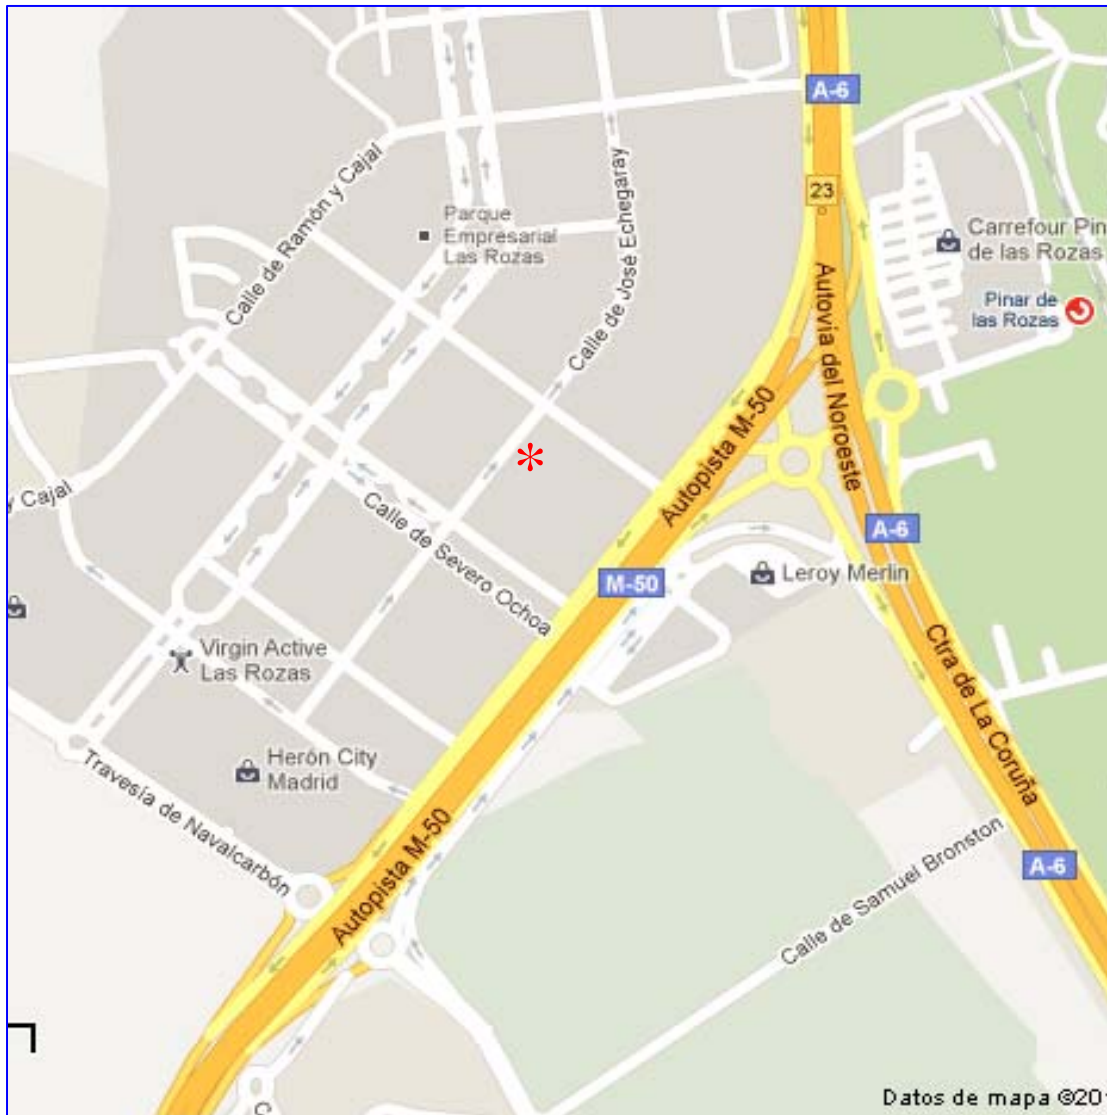 A-6
Calle de Ramón y Cajal
Calle de José Echegaray
23
Parque
Empresarial
Las Rozas
Carrefour Pin
de las Rozas
Pinar de
las Rozas
Autovia del Noroeste
Autopista M-50
*
y Cajal
Calle de Severo Ochoa
A-6
M-50
Leroy Merlin
Virgin Active
Las Rozas
Ctra de La Coruña
Herón City
Madrid
Travesía de Navalcarbón
Autopista M-50
Calle de Samuel Bronston
A-6
C
Datos de mapa ©20